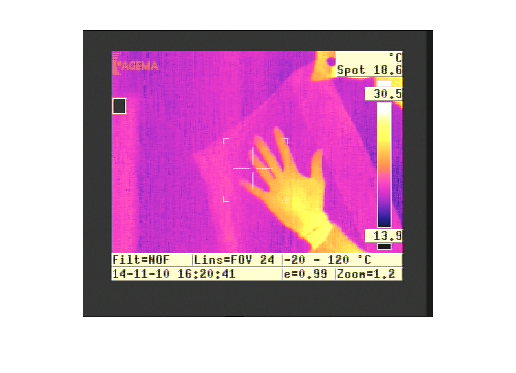 AGEMA
°C
Spot 18.6
30.5
13.9
Filt=NOF Lins=FOV 24 -20 - 120 °C
14-11-10 16:20:41 e=0.99 Zoom=1.2